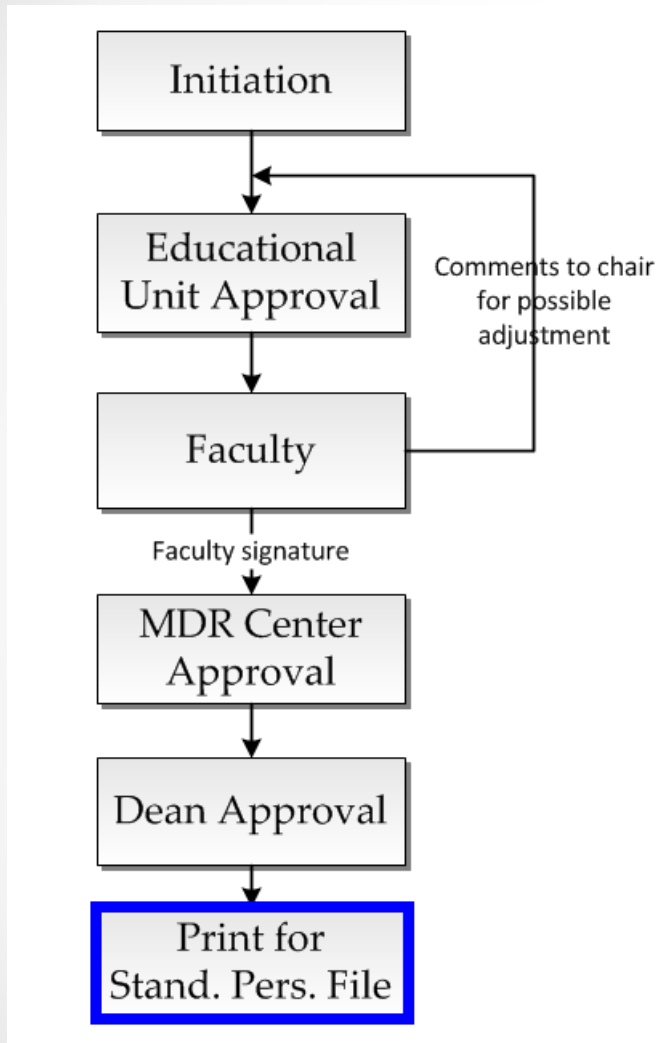 Initiation
Educational
Unit Approval
Comments to chair
for possible
adjustment
Faculty
Faculty signature
MDR Center
Approval
Dean Approval
Print for
Stand. Pers. File